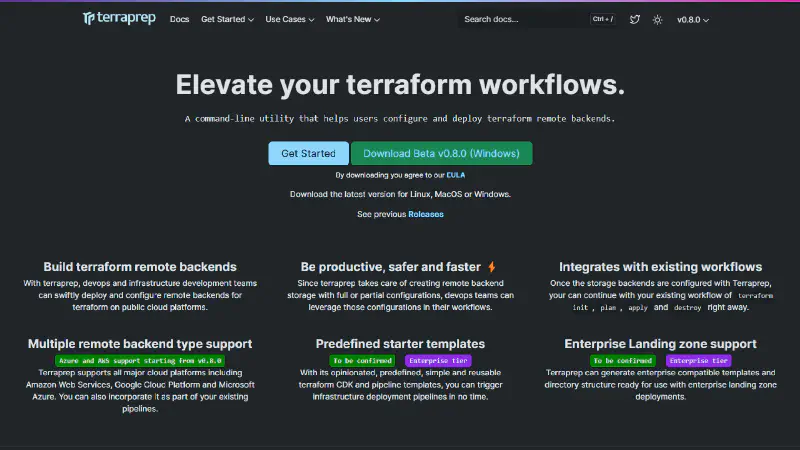 terraprep Docs Get Started Use Cases What's New Search docs... Ctrl + / v0.8.0
Elevate your terraform workflows.
A command-line utility that helps users configure and deploy terraform remote backends.
Get Started Download Beta v0.8.0 (Windows)
By downloading you agree to our EULA
Download the latest version for Linux, MacOS or Windows.
See previous Releases
Build terraform remote backends
With terraprep, devops and infrastructure development teams
can swiftly deploy and configure remote backends for
terraform on public cloud platforms.
Be productive, safer and faster
Since terraprep takes care of creating remote backend
storage with full or partial configurations, devops teams can
leverage those configurations in their workflows.
Integrates with existing workflows
Once the storage backends are configured with Terraprep,
your can continue with your existing workflow of terraform
init , plan , apply and destroy right away.
Multiple remote backend type support
Azure and AWS support starting from v0.8.0
Terraprep supports all major cloud platforms including
Amazon Web Services, Google Cloud Platform and Microsoft
Azure. You can also incorporate it as part of your existing
pipelines.
Predefined starter templates
To be confirmed Enterprise tier
With its opinionated, predefined, simple and reusable
terraform CDK and pipeline templates, you can trigger
infrastructure deployment pipelines in no time.
Enterprise Landing zone support
To be confirmed Enterprise tier
Terraprep can generate enterprise compatible templates and
directory structure ready for use with enterprise landing zone
deployments.